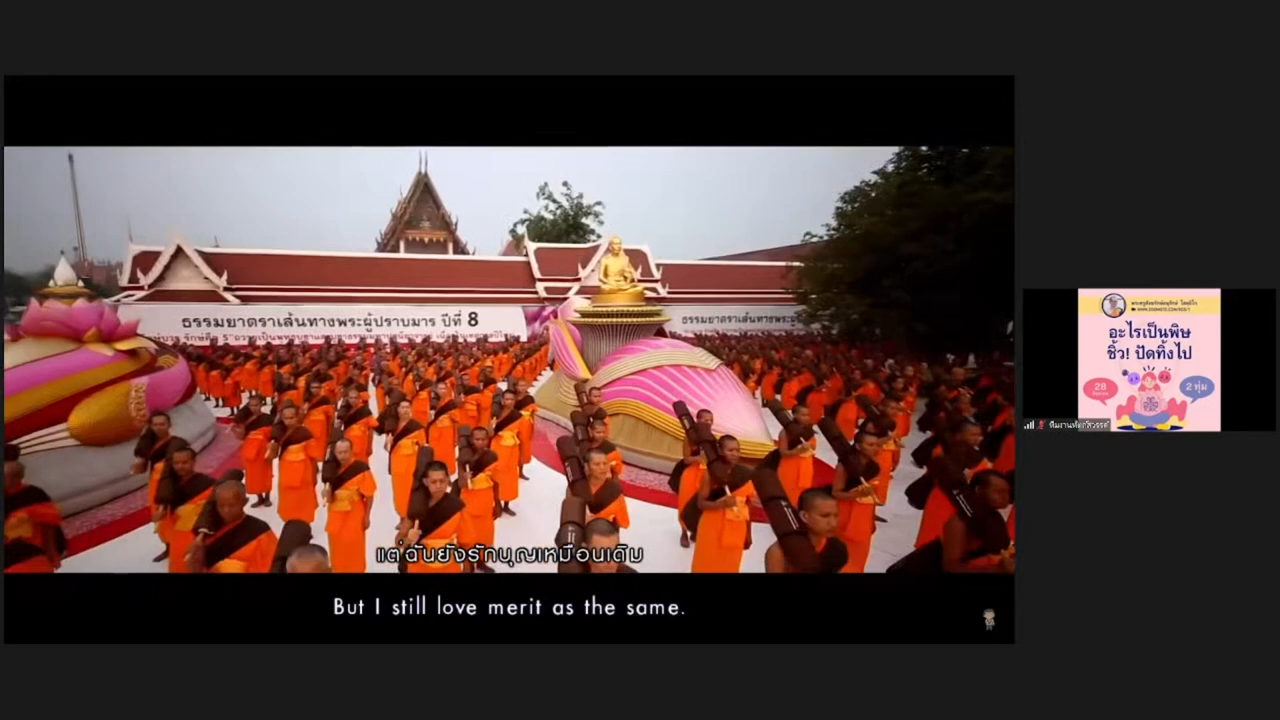 ธรรมยาตราเส้นทางพระผู้ปราบมาร ปีที่ 8
ธรรมยาตราเส้นทางพระ
แต่ฉันยังรักบุญเหมือนเดิม
But I still love merit as the same.
อะไรเป็นพิษ
ชิ้ว! ปัดทิ้งไป
28
2 ทุ่ม